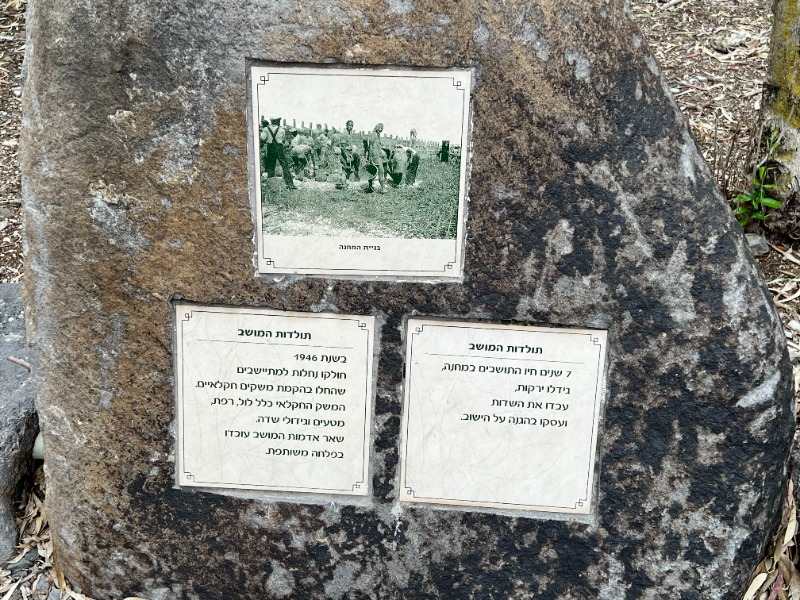 בניית המחנה
תולדות המושב
7 שנים חיו התושבים במחנה,
גידלו ירקות,
עבדו את השדות
ועסקו בהגנה על הישוב.
תולדות המושב
בשנת 1946
חולקו נחלות למתיישבים
שהחלו בהקמת משקים חקלאיים.
המשק החקלאי כלל לול, רפת,
מטעים וגידולי שדה.
שאר אדמות המושב עובדו
בפלחה משותפת.